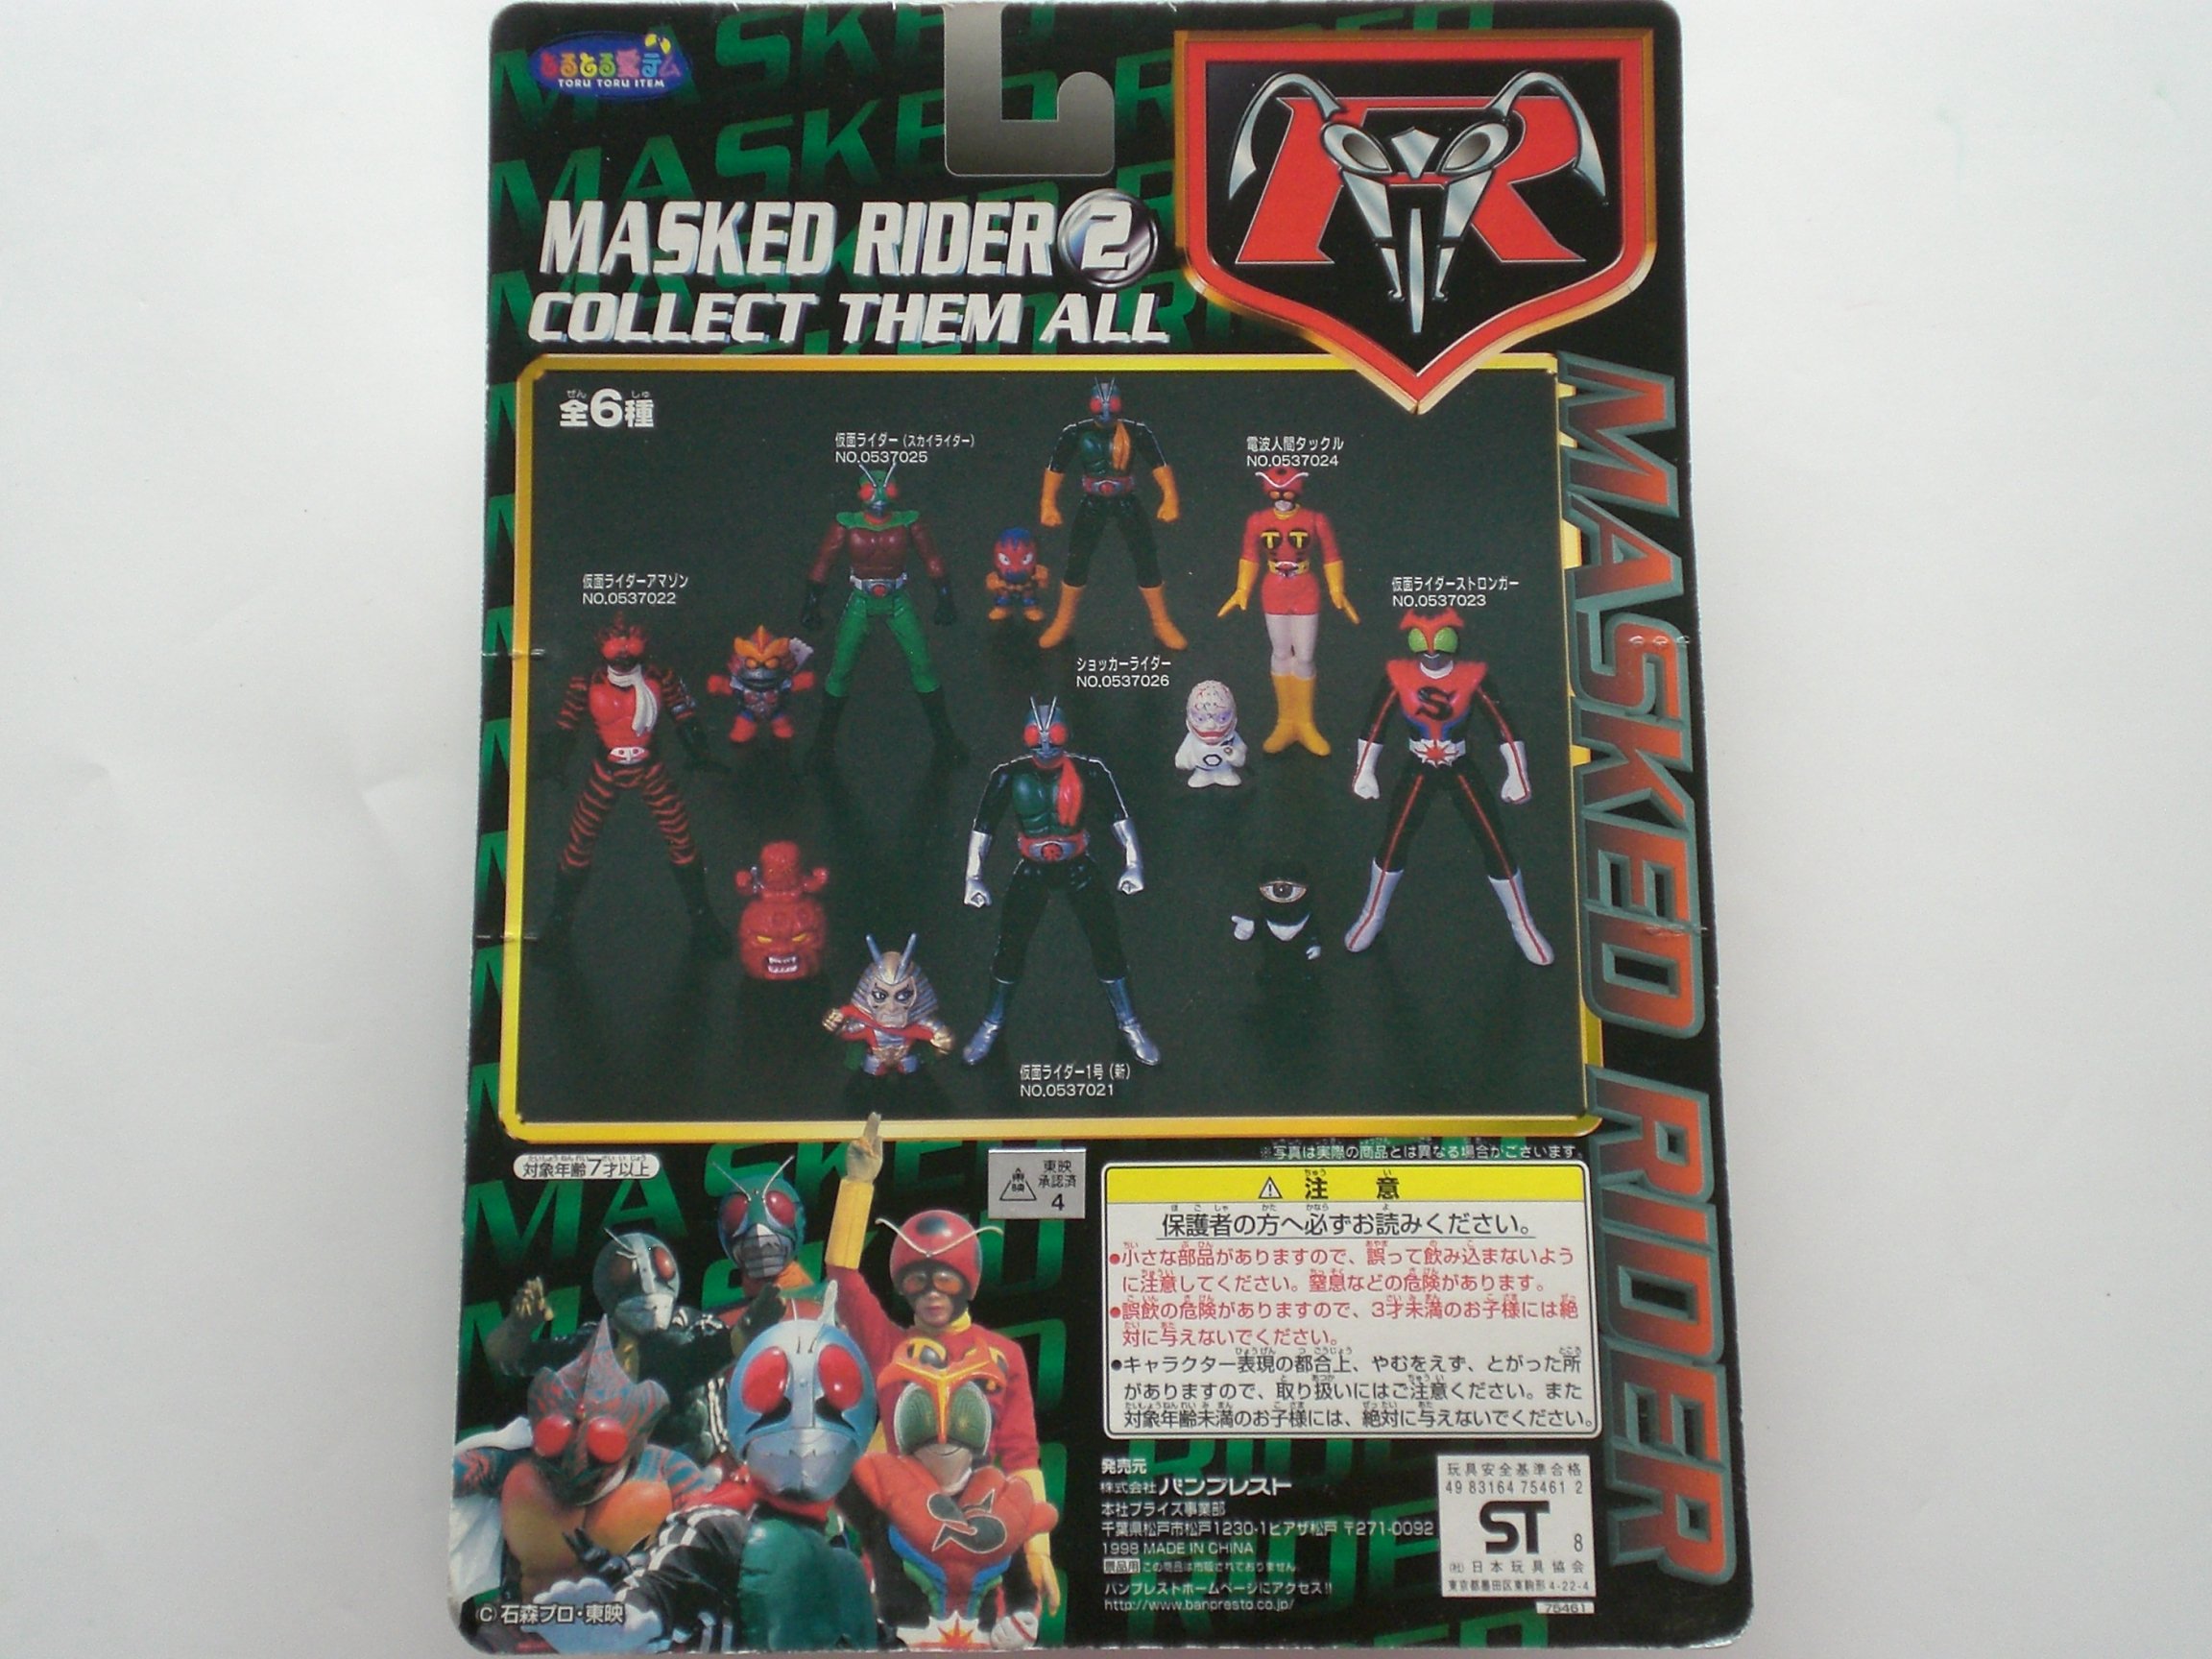 とるとる愛テム
TORU TORU ITEM
MASKED RIDER 2
COLLECT THEM ALL
MASKED RIDER
全6種
仮面ライダー（スカイライダー）
NO.0537025
電波人間タックル
NO.0537024
仮面ライダーアマゾン
NO.0537022
仮面ライダーストロンガー
NO.0537023
ショッカーライダー
NO.0537026
仮面ライダー1号（新）
NO.0537021
※写真は実際の商品とは異なる場合がございます。
対象年齢7才以上
東映
承認済
4
⚠注意
保護者の方へ必ずお読みください。
●小さな部品がありますので、誤って飲み込まないよう
に注意してください。窒息などの危険があります。
●誤飲の危険がありますので、3才未満のお子様には絶
対に与えないでください。
●キャラクター表現の都合上、やむをえず、とがった所
がありますので、取り扱いにはご注意ください。また
対象年齢未満のお子様には、絶対に与えないでください。
発売元
株式会社 バンプレスト
本社プライズ事業部
千葉県松戸市松戸1230-1ピアザ松戸 〒271-0092
1998 MADE IN CHINA
景品用 この商品は市販されておりません。
バンプレストホームページにアクセス!!
http://www.banpresto.co.jp/
玩具安全基準合格
49 83164 75461 2
ST
8
(社)日本玩具協会
東京都墨田区東駒形4-22-4
75461
©石森プロ・東映